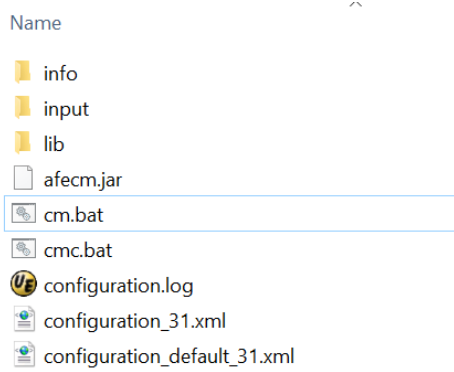 Name
info
input
lib
afecm.jar
cm.bat
cmc.bat
configuration.log
configuration_31.xml
configuration_default_31.xml